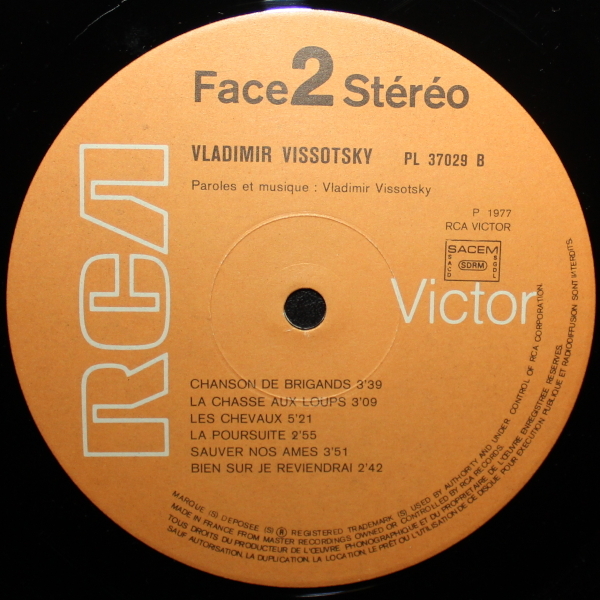 Face 2 Stéréo
VLADIMIR VISSOTSKY PL 37029 B
Paroles et musique : Vladimir Vissotsky
P 1977
RCA VICTOR
SACEM
SACD
SDRM
SGDL
RCA
Victor
CHANSON DE BRIGANDS 3'39
LA CHASSE AUX LOUPS 3'09
LES CHEVAUX 5'21
LA POURSUITE 2'55
SAUVER NOS AMES 3'51
BIEN SUR JE REVIENDRAI 2'42
MARQUE (S) DEPOSEE (S) ® REGISTERED TRADEMARK (S) USED BY AUTHORITY AND UNDER CONTROL OF RCA CORPORATION.
MADE IN FRANCE FROM MASTER RECORDINGS OWNED OR CONTROLLED BY RCA RECORDS.
TOUS DROITS DU PRODUCTEUR DE L'ŒUVRE PHONOGRAPHIQUE ET DU PROPRIETAIRE DE L'ŒUVRE ENREGISTREE RESERVES.
SAUF AUTORISATION, LA DUPLICATION, LA LOCATION, LE PRET OU L'UTILISATION DE CE DISQUE POUR EXECUTION PUBLIQUE ET RADIODIFFUSION SONT INTERDITS.